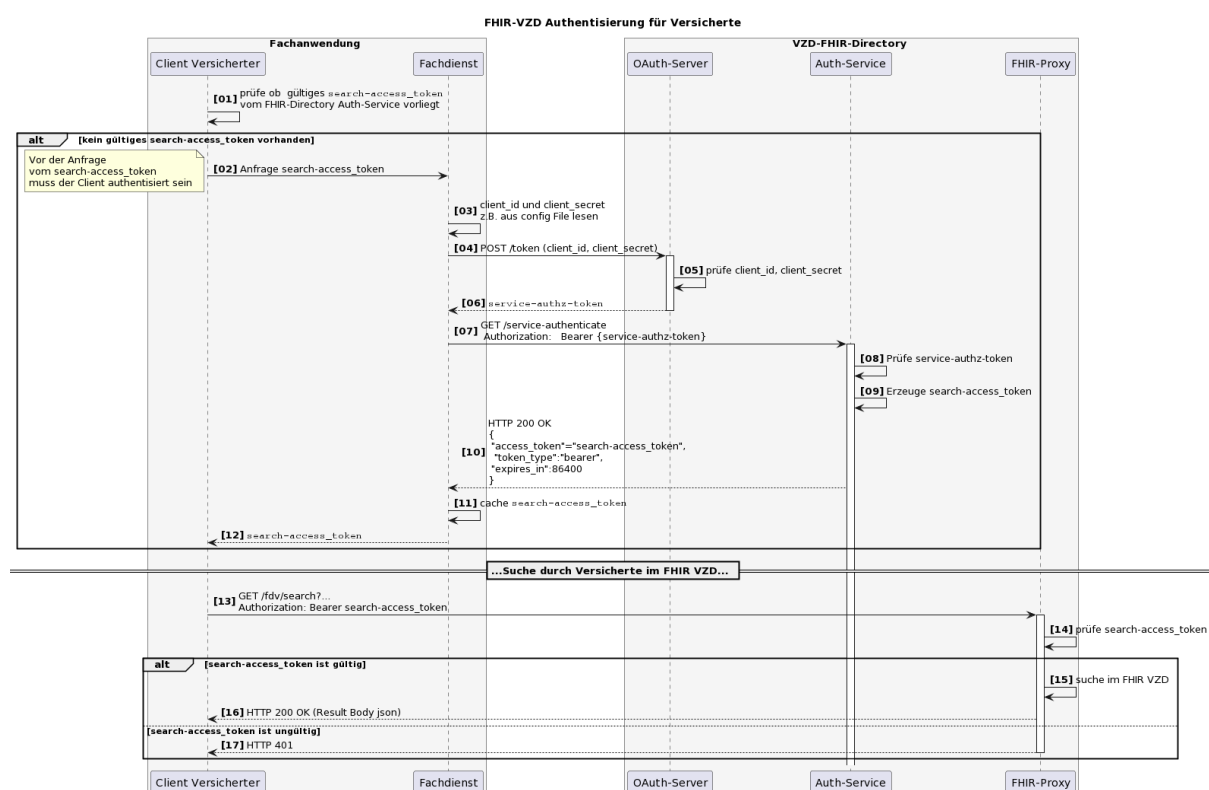 FHIR-VZD Authentisierung für Versicherte
Fachanwendung
VZD-FHIR-Directory
Client Versicherter
Fachdienst
OAuth-Server
Auth-Service
FHIR-Proxy
[01] prüfe ob  gültiges search-access_token
vom FHIR-Directory Auth-Service vorliegt
alt [kein gültiges search-access_token vorhanden]
Vor der Anfrage
vom search-access_token
muss der Client authentisiert sein
[02] Anfrage search-access_token
[03] client_id und client_secret
z.B. aus config File lesen
[04] POST /token (client_id, client_secret)
[05] prüfe client_id, client_secret
[06] service-authz-token
[07] GET /service-authenticate
Authorization:   Bearer {service-authz-token}
[08] Prüfe service-authz-token
[09] Erzeuge search-access_token
[10] HTTP 200 OK
{
"access_token"="search-access_token",
"token_type":"bearer",
"expires_in":86400
}
[11] cache search-access_token
[12] search-access_token
...Suche durch Versicherte im FHIR VZD...
[13] GET /fdv/search?...
Authorization: Bearer search-access_token
[14] prüfe search-access_token
alt [search-access_token ist gültig]
[15] suche im FHIR VZD
[16] HTTP 200 OK (Result Body json)
[search-access_token ist ungültig]
[17] HTTP 401
Client Versicherter
Fachdienst
OAuth-Server
Auth-Service
FHIR-Proxy